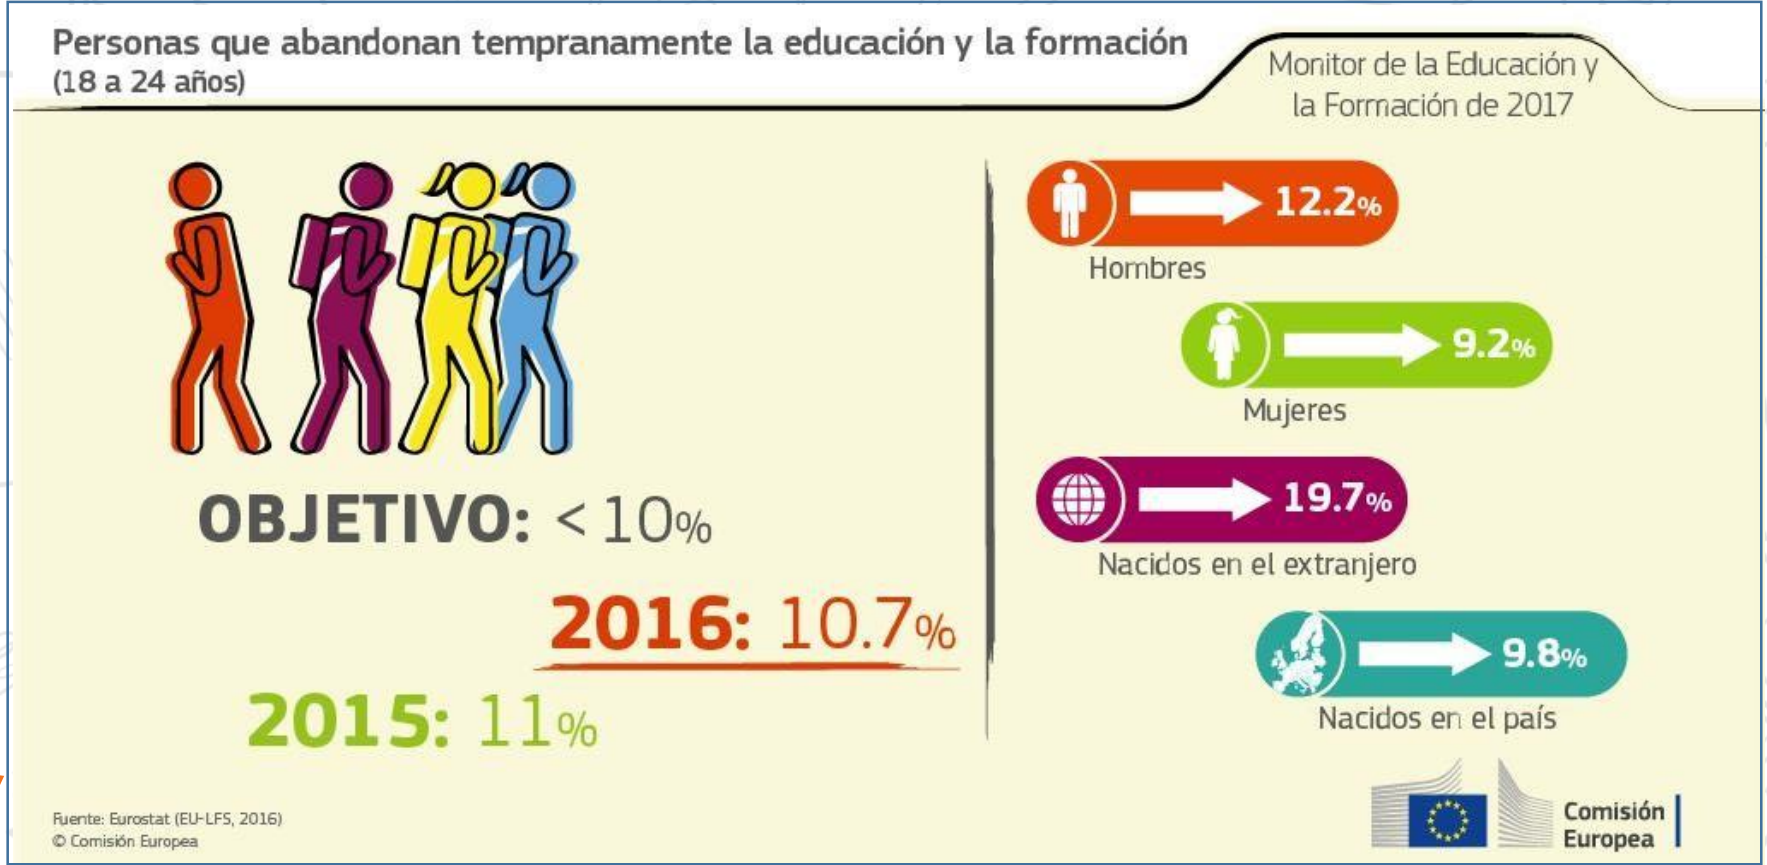 Personas que abandonan tempranamente la educación y la formación
(18 a 24 años)
Monitor de la Educación y
la Formación de 2017
OBJETIVO: < 10%
2016: 10.7%
2015: 11%
12.2%
Hombres
9.2%
Mujeres
19.7%
Nacidos en el extranjero
9.8%
Nacidos en el país
Fuente: Eurostat (EU-LFS, 2016)
© Comisión Europea
Comisión
Europea